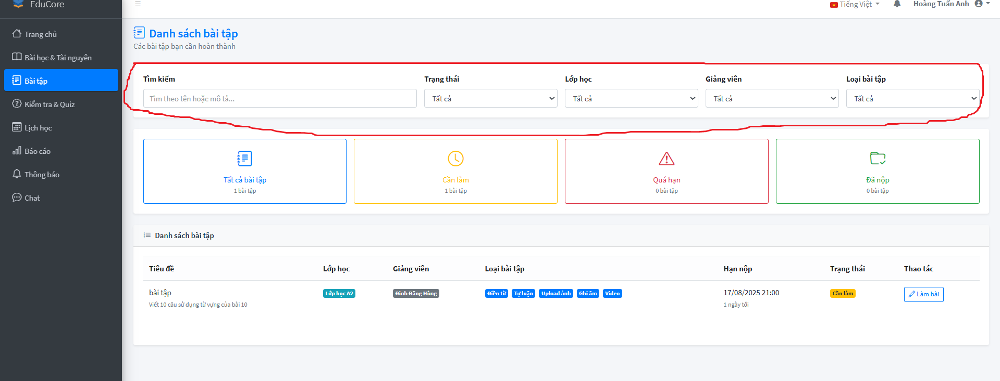 EduCore
Tiếng Việt
Hoàng Tuấn Anh
Trang chủ
Bài học & Tài nguyên
Bài tập
Kiểm tra & Quiz
Lịch học
Báo cáo
Thông báo
Chat
Danh sách bài tập
Các bài tập bạn cần hoàn thành
Tìm kiếm Trạng thái Lớp học Giảng viên Loại bài tập
Tìm theo tên hoặc mô tả... Tất cả Tất cả Tất cả Tất cả
Tất cả bài tập Cần làm Quá hạn Đã nộp
1 bài tập 1 bài tập 0 bài tập 0 bài tập
Danh sách bài tập
Tiêu đề Lớp học Giảng viên Loại bài tập Hạn nộp Trạng thái Thao tác
bài tập Lớp học A2 Đinh Đăng Hùng Điền từ Tự luận Upload ảnh Ghi âm Video 17/08/2025 21:00 Cần làm Làm bài
Viết 10 câu sử dụng từ vựng của bài 10 1 ngày tới